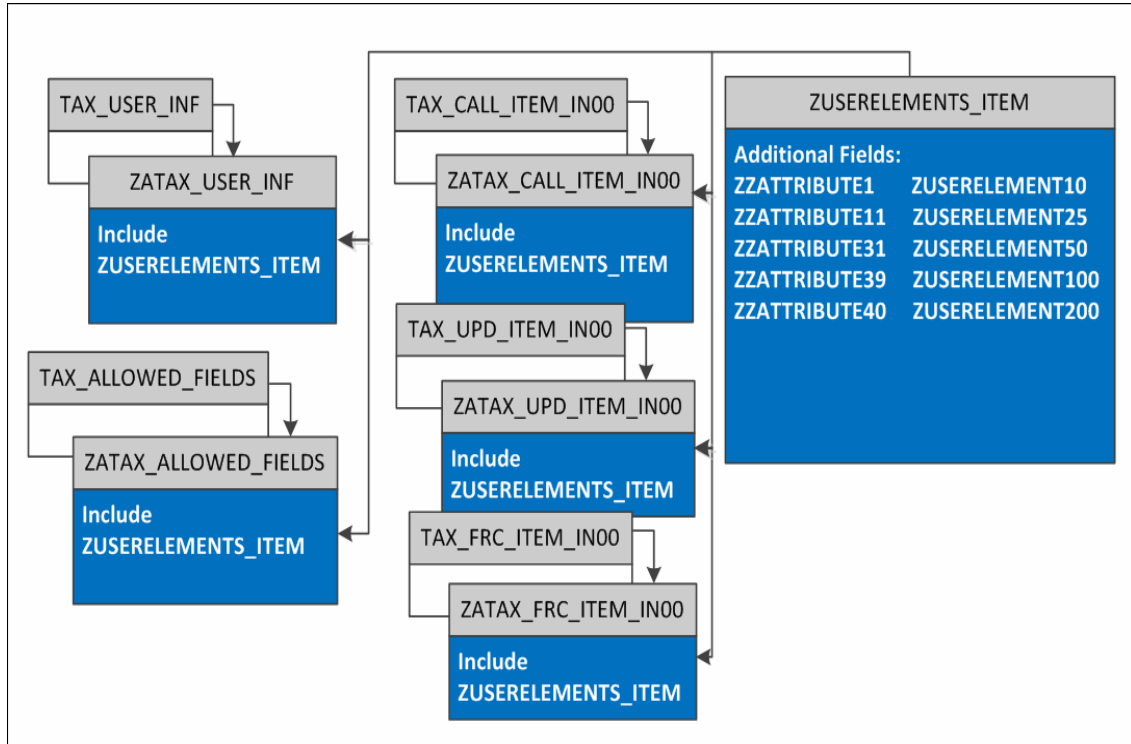 TAX_USER_INF
ZATAX_USER_INF
Include
ZUSERELEMENTS_ITEM
TAX_ALLOWED_FIELDS
ZATAX_ALLOWED_FIELDS
Include
ZUSERELEMENTS_ITEM
TAX_CALL_ITEM_IN00
ZATAX_CALL_ITEM_IN00
Include
ZUSERELEMENTS_ITEM
TAX_UPD_ITEM_IN00
ZATAX_UPD_ITEM_IN00
Include
ZUSERELEMENTS_ITEM
TAX_FRC_ITEM_IN00
ZATAX_FRC_ITEM_IN00
Include
ZUSERELEMENTS_ITEM
ZUSERELEMENTS_ITEM
Additional Fields:
ZZATTRIBUTE1 ZUSERELEMENT10
ZZATTRIBUTE11 ZUSERELEMENT25
ZZATTRIBUTE31 ZUSERELEMENT50
ZZATTRIBUTE39 ZUSERELEMENT100
ZZATTRIBUTE40 ZUSERELEMENT200